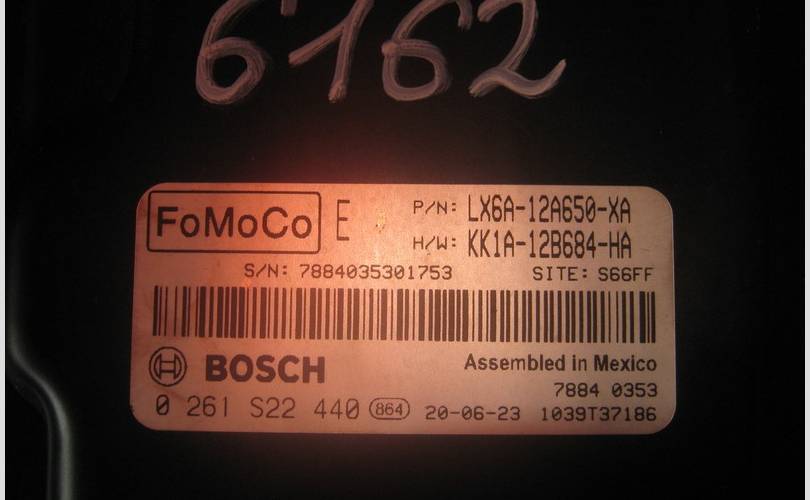 6162
FoMoCo E P/N: LX6A-12A650-XA
H/W: KK1A-12B684-HA
S/N: 7884035301753 SITE: S66FF
BOSCH Assembled in Mexico
7884 0353
0 261 S22 440 864 20-06-23 1039T37186